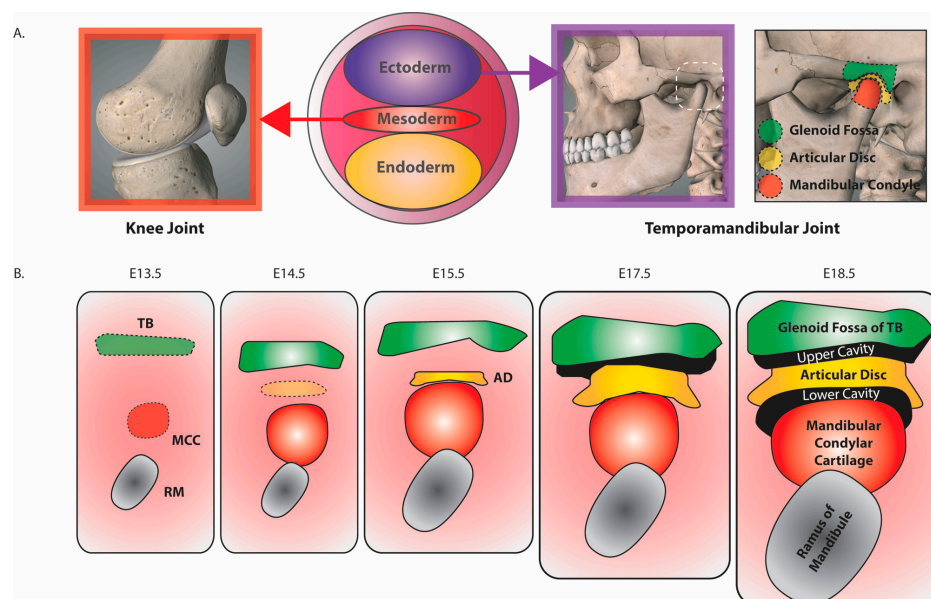 A.
Ectoderm
Mesoderm
Endoderm
Glenoid Fossa
Articular Disc
Mandibular Condyle
Knee Joint
Temporamandibular Joint
B.
E13.5
E14.5
E15.5
E17.5
E18.5
TB
MCC
RM
AD
Glenoid Fossa of TB
Upper Cavity
Articular Disc
Lower Cavity
Mandibular
Condylar
Cartilage
Ramus of
Mandibule